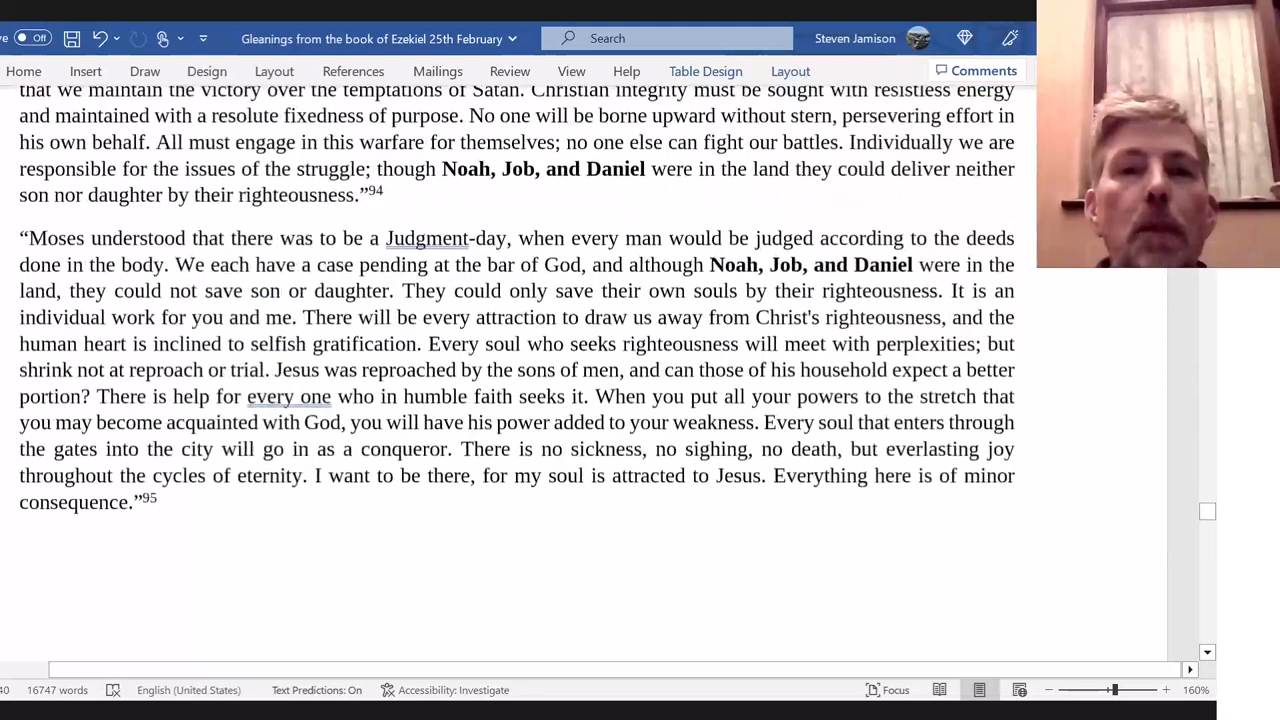 Off
Gleanings from the book of Ezekiel 25th February
Search
Steven Jamison
Home Insert Draw Design Layout References Mailings Review View Help Table Design Layout Comments
that we maintain the victory over the temptations of Satan. Christian integrity must be sought with resistless energy
and maintained with a resolute fixedness of purpose. No one will be borne upward without stern, persevering effort in
his own behalf. All must engage in this warfare for themselves; no one else can fight our battles. Individually we are
responsible for the issues of the struggle; though Noah, Job, and Daniel were in the land they could deliver neither
son nor daughter by their righteousness.”94
“Moses understood that there was to be a Judgment-day, when every man would be judged according to the deeds
done in the body. We each have a case pending at the bar of God, and although Noah, Job, and Daniel were in the
land, they could not save son or daughter. They could only save their own souls by their righteousness. It is an
individual work for you and me. There will be every attraction to draw us away from Christ's righteousness, and the
human heart is inclined to selfish gratification. Every soul who seeks righteousness will meet with perplexities; but
shrink not at reproach or trial. Jesus was reproached by the sons of men, and can those of his household expect a better
portion? There is help for every one who in humble faith seeks it. When you put all your powers to the stretch that
you may become acquainted with God, you will have his power added to your weakness. Every soul that enters through
the gates into the city will go in as a conqueror. There is no sickness, no sighing, no death, but everlasting joy
throughout the cycles of eternity. I want to be there, for my soul is attracted to Jesus. Everything here is of minor
consequence.”95
40 16747 words English (United States) Text Predictions: On Accessibility: Investigate Focus 160%